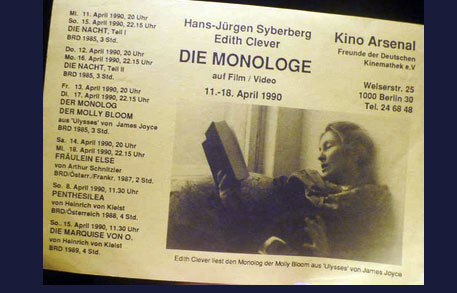 Mi. 11. April 1990, 20 Uhr
So. 15. April 1990, 22.15 Uhr
DIE NACHT, Teil I
BRD 1985, 3 Std.
Do. 12. April 1990, 20 Uhr
Mo. 16. April 1990, 22.15 Uhr
DIE NACHT, Teil II
BRD 1985, 3 Std.
Fr. 13. April 1990, 20 Uhr
Di. 17. April 1990, 22.15 Uhr
DER MONOLOG
DER MOLLY BLOOM
aus 'Ulysses' von James Joyce
BRD 1985, 3 Std.
Sa. 14. April 1990, 20 Uhr
Mi. 18. April 1990, 22.15 Uhr
FRÄULEIN ELSE
von Arthur Schnitzler
BRD/Österr./Frankr. 1987, 2 Std.
So. 8. April 1990, 11.30 Uhr
PENTHESILEA
von Heinrich von Kleist
BRD/Österreich 1988, 4 Std.
So. 15. April 1990, 11.30 Uhr
DIE MARQUISE VON O.
von Heinrich von Kleist
BRD 1989, 4 Std.
Hans-Jürgen Syberberg
Edith Clever
DIE MONOLOGE
auf Film / Video
11.-18. April 1990
Kino Arsenal
Freunde der Deutschen
Kinemathek e.V
Welserstr. 25
1000 Berlin 30
Tel. 24 68 48
Edith Clever liest den Monolog der Molly Bloom aus 'Ulysses' von James Joyce